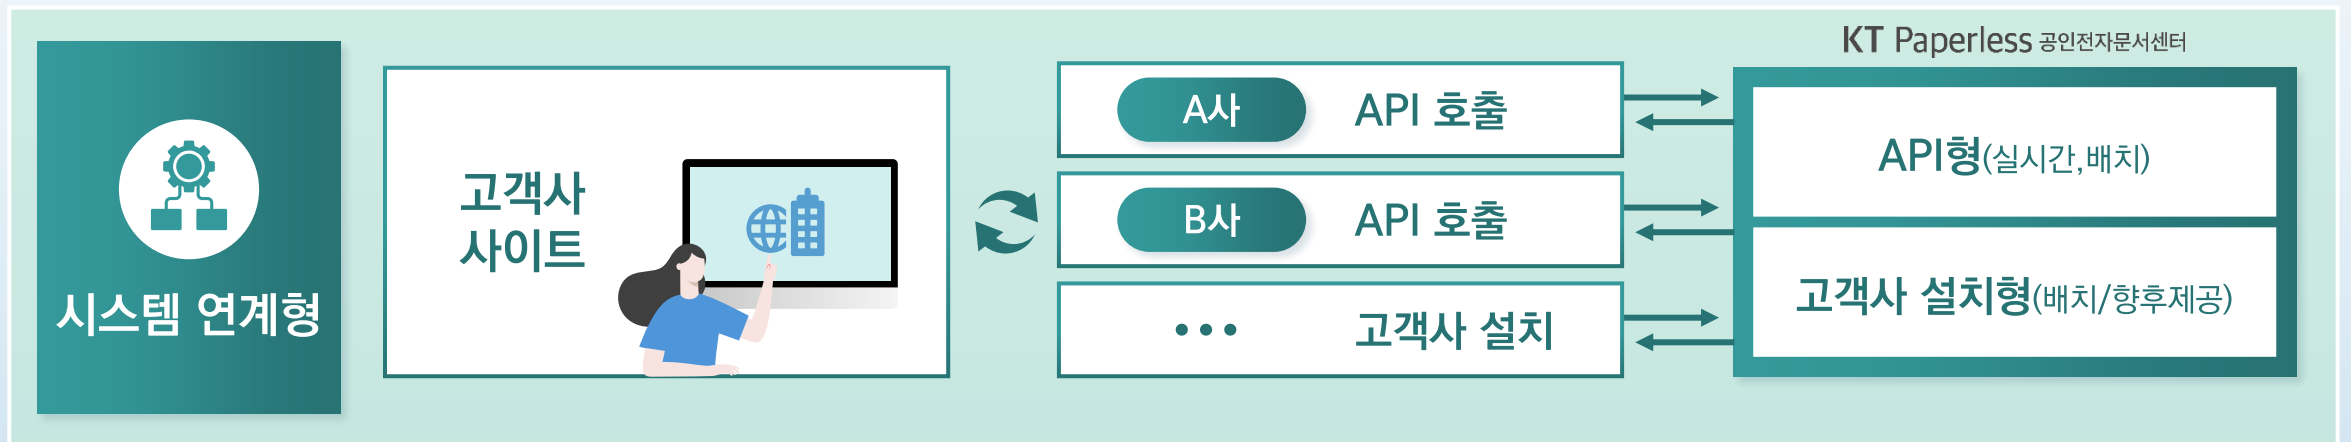 시스템 연계형
고객사
사이트
A사 API 호출
B사 API 호출
••• 고객사 설치
KT Paperless 공인전자문서센터
API형(실시간, 배치)
고객사 설치형(배치/향후제공)